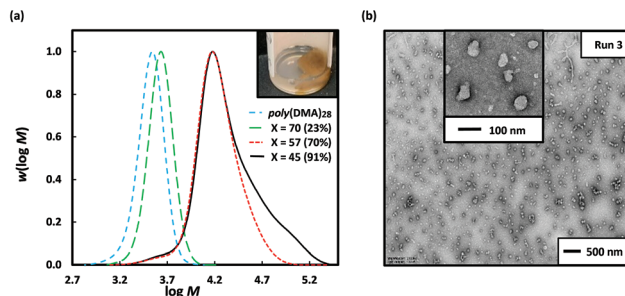 (a)
w(log M)
1.0
0.8
0.6
0.4
0.2
0.0
poly(DMA)₂₈
X = 70 (23%)
X = 57 (70%)
X = 45 (91%)
2.7 3.2 3.7 4.2 4.7 5.2
log M
(b)
Run 3
100 nm
500 nm